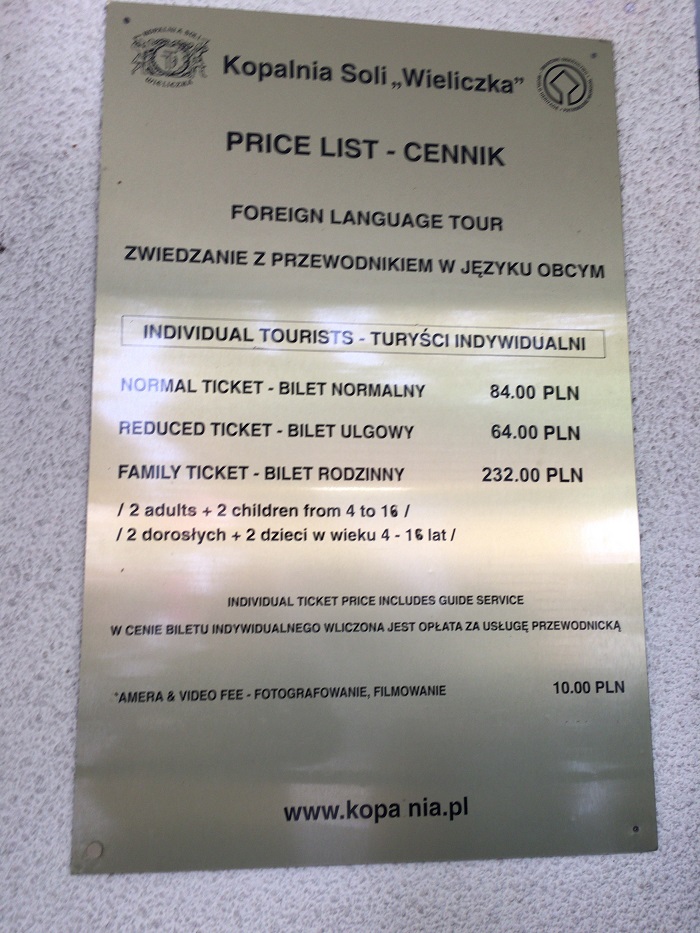 Kopalnia Soli „Wieliczka”
PRICE LIST - CENNIK
FOREIGN LANGUAGE TOUR
ZWIEDZANIE Z PRZEWODNIKIEM W JĘZYKU OBCYM
INDIVIDUAL TOURISTS - TURYŚCI INDYWIDUALNI
NORMAL TICKET - BILET NORMALNY 84.00 PLN
REDUCED TICKET - BILET ULGOWY 64.00 PLN
FAMILY TICKET - BILET RODZINNY 232.00 PLN
/ 2 adults + 2 children from 4 to 16 /
/ 2 dorosłych + 2 dzieci w wieku 4 - 16 lat /
INDIVIDUAL TICKET PRICE INCLUDES GUIDE SERVICE
W CENIE BILETU INDYWIDUALNEGO WLICZONA JEST OPŁATA ZA USŁUGĘ PRZEWODNICKĄ
AMERA & VIDEO FEE - FOTOGRAFOWANIE, FILMOWANIE 10.00 PLN
www.kopa nia.pl